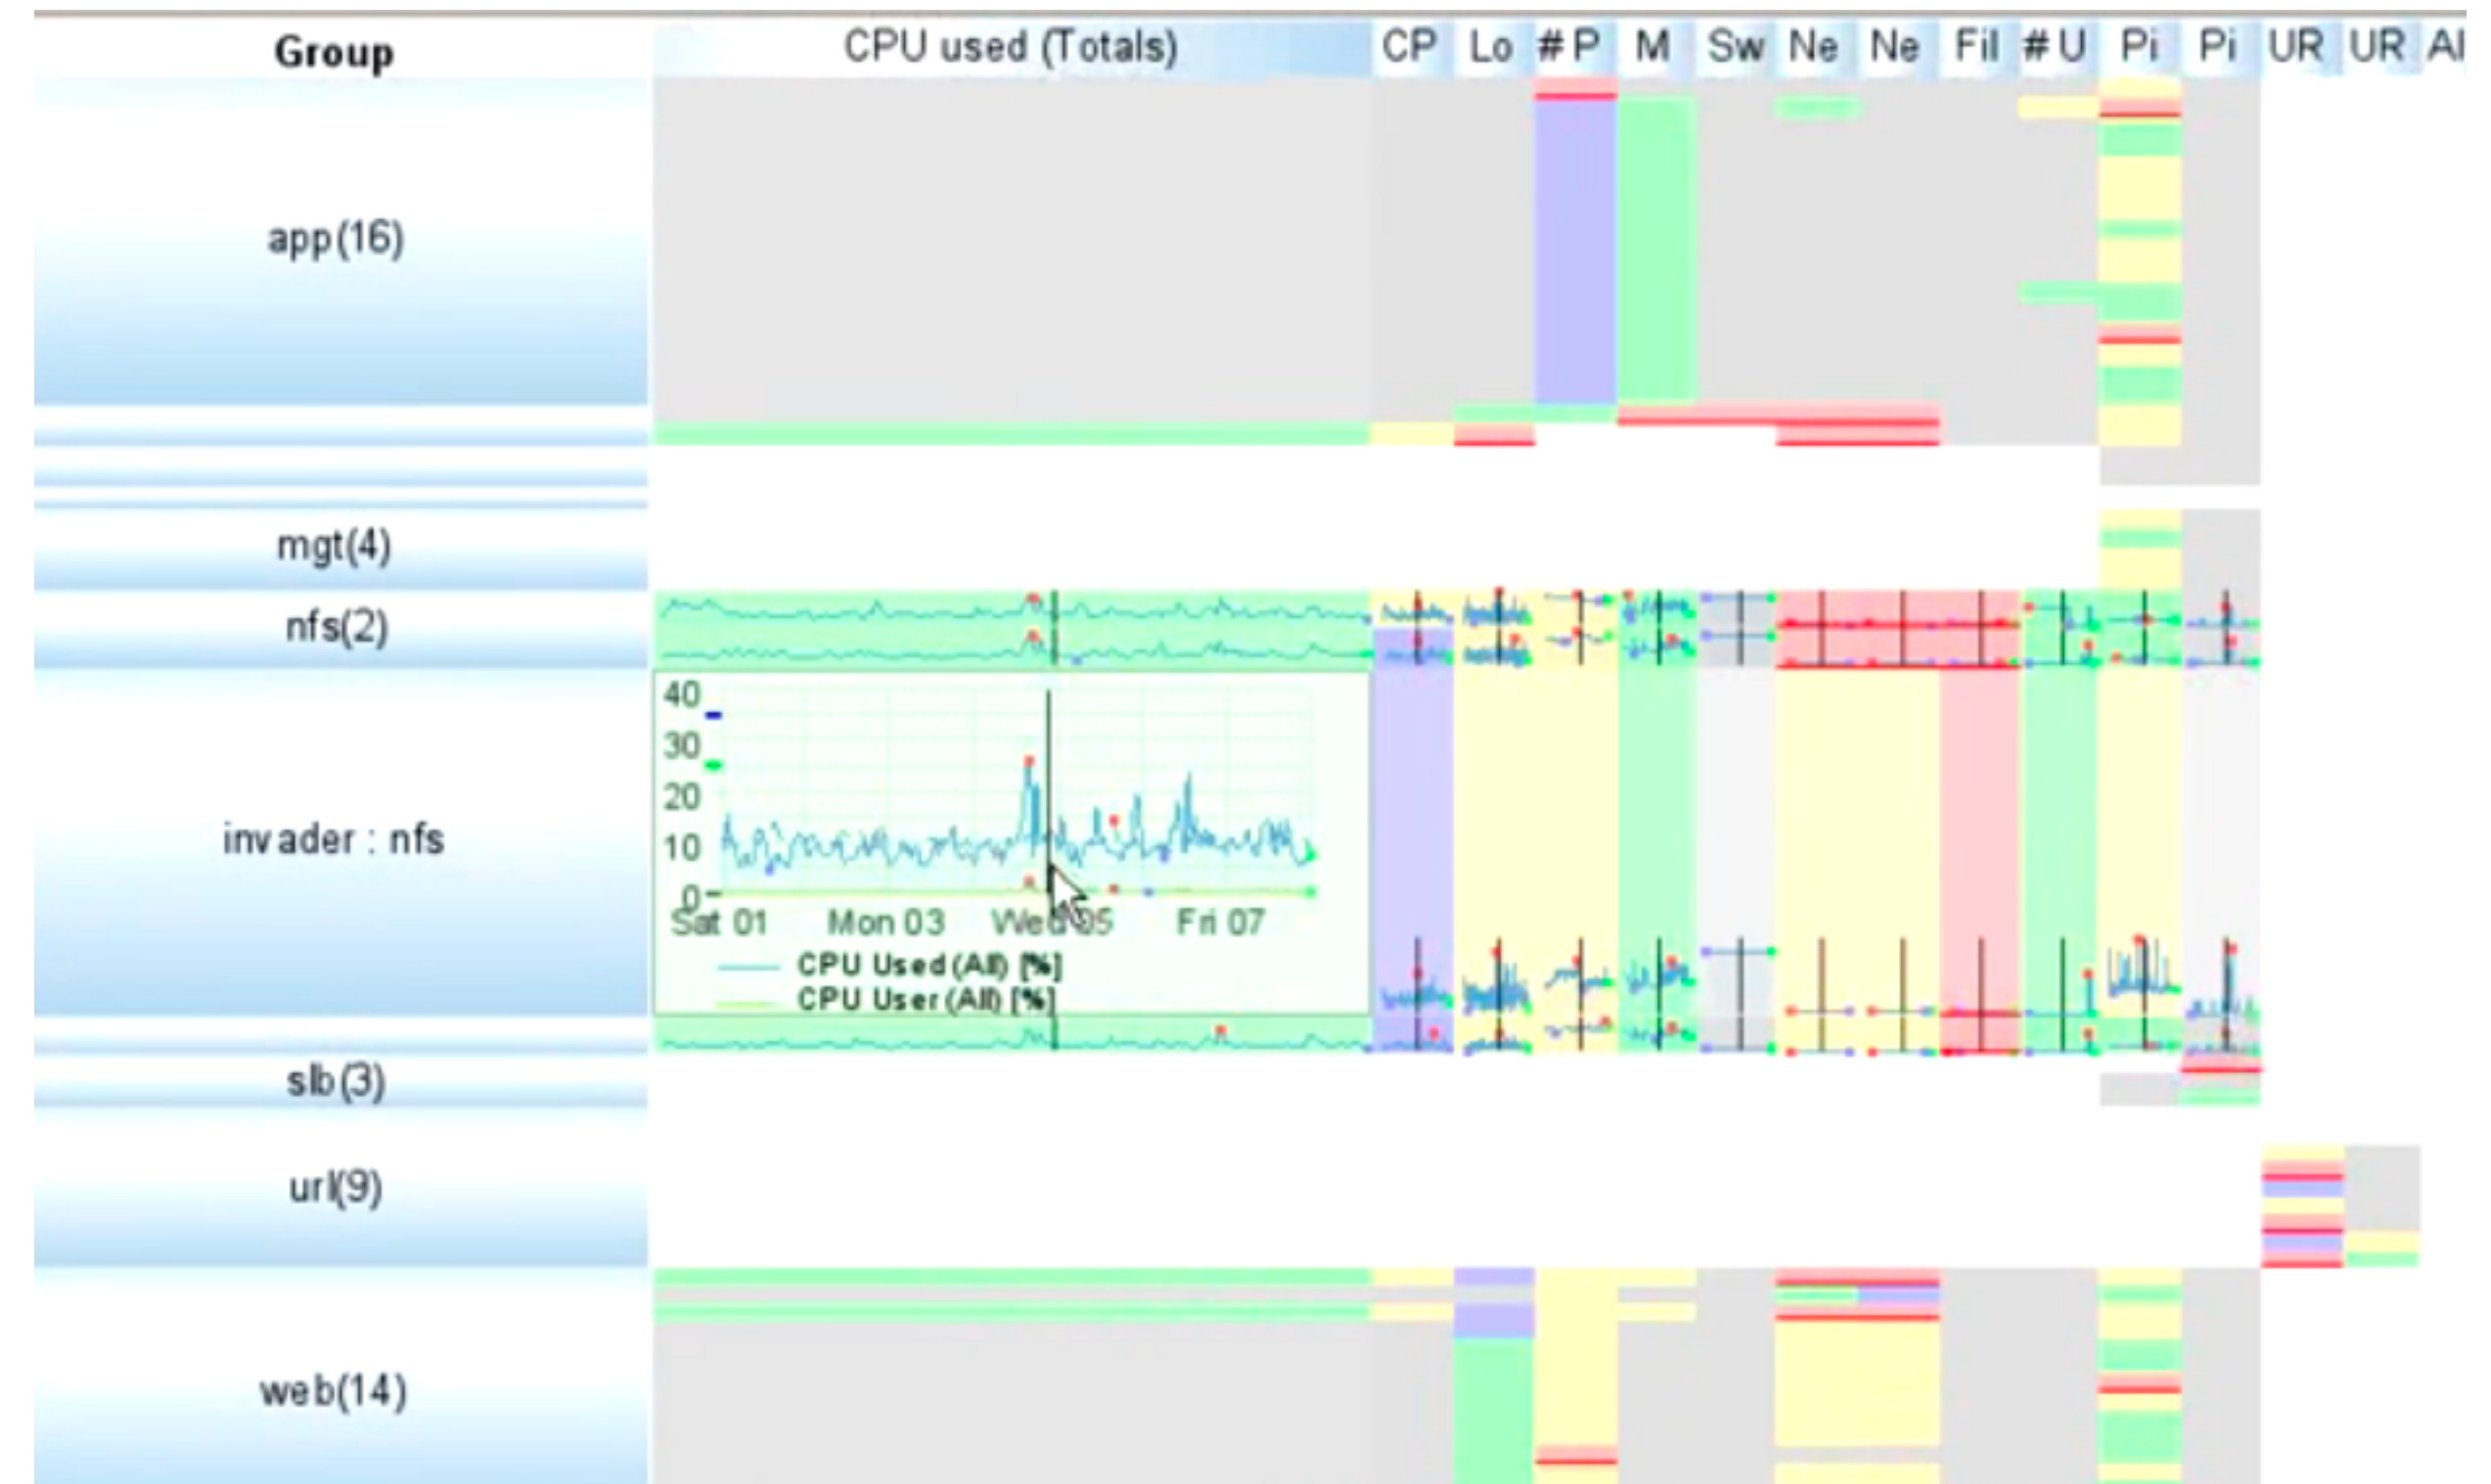 Group CPU used (Totals) CP Lo # P M Sw Ne Ne Fil # U Pi Pi UR UR Al
app(16)
mgt(4)
nfs(2)
40
30
20
10
0
invader : nfs
Sat 01 Mon 03 Wed 05 Fri 07
CPU Used (All) [%]
CPU User (All) [%]
slb(3)
url(9)
web(14)